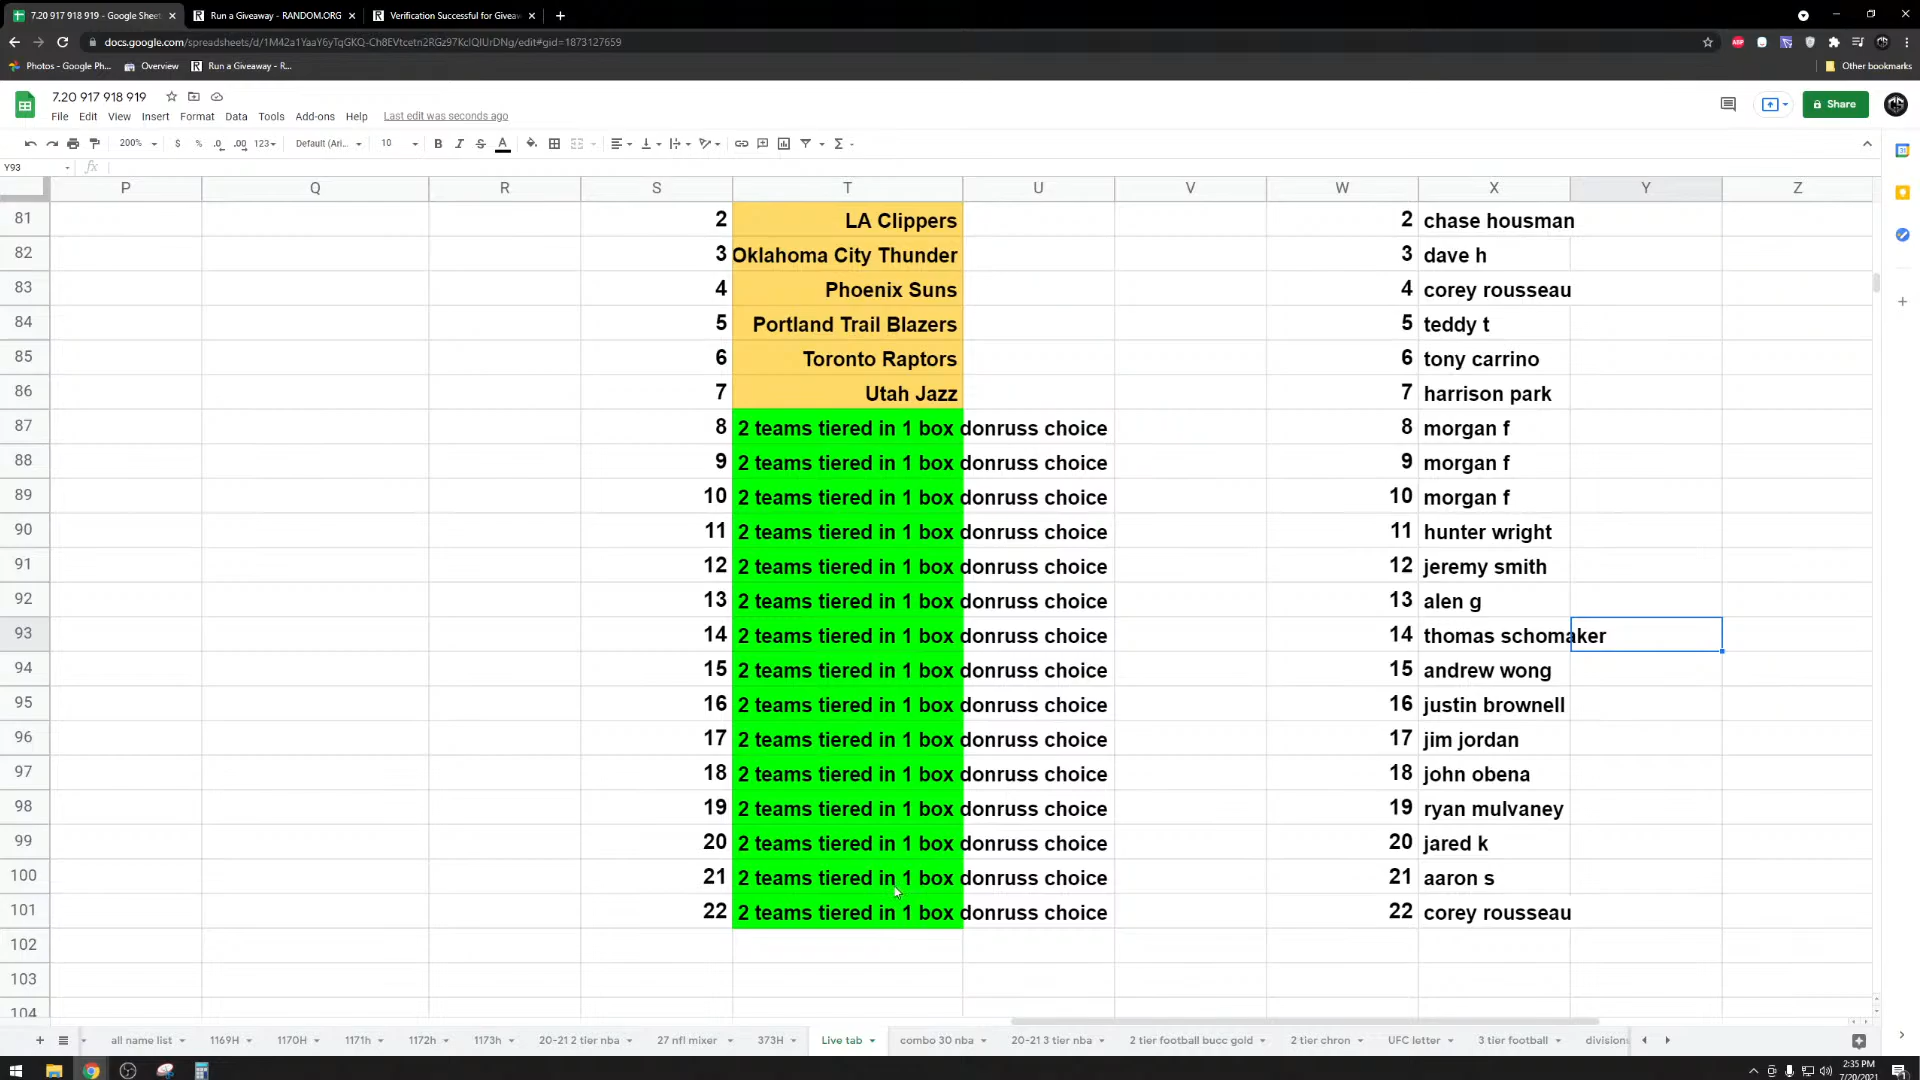 7.20 917 918 919 - Google Sheet
Run a Giveaway - RANDOM.ORG
Verification Successful for Giveaw
docs.google.com/spreadsheets/d/1M42a1YaaY6yTqGKQ-Ch8EVtcetn2RGz97KclQIUrDNg/edit#gid=1873127659
Photos - Google Ph...
Overview
Run a Giveaway - R...
Other bookmarks
7.20 917 918 919
File Edit View Insert Format Data Tools Add-ons Help Last edit was seconds ago
Share
200% $ % .0 .00 123 Default (Ari... 10 B I S A
Y93 fx
P Q R S T U V W X Y Z
81 2 LA Clippers 2 chase housman
82 3 Oklahoma City Thunder 3 dave h
83 4 Phoenix Suns 4 corey rousseau
84 5 Portland Trail Blazers 5 teddy t
85 6 Toronto Raptors 6 tony carrino
86 7 Utah Jazz 7 harrison park
87 8 2 teams tiered in 1 box donruss choice 8 morgan f
88 9 2 teams tiered in 1 box donruss choice 9 morgan f
89 10 2 teams tiered in 1 box donruss choice 10 morgan f
90 11 2 teams tiered in 1 box donruss choice 11 hunter wright
91 12 2 teams tiered in 1 box donruss choice 12 jeremy smith
92 13 2 teams tiered in 1 box donruss choice 13 alen g
93 14 2 teams tiered in 1 box donruss choice 14 thomas schomaker
94 15 2 teams tiered in 1 box donruss choice 15 andrew wong
95 16 2 teams tiered in 1 box donruss choice 16 justin brownell
96 17 2 teams tiered in 1 box donruss choice 17 jim jordan
97 18 2 teams tiered in 1 box donruss choice 18 john obena
98 19 2 teams tiered in 1 box donruss choice 19 ryan mulvaney
99 20 2 teams tiered in 1 box donruss choice 20 jared k
100 21 2 teams tiered in 1 box donruss choice 21 aaron s
101 22 2 teams tiered in 1 box donruss choice 22 corey rousseau
102
103
104
all name list 1169H 1170H 1171h 1172h 1173h 20-21 2 tier nba 27 nfl mixer 373H Live tab combo 30 nba 20-21 3 tier nba 2 tier football bucc gold 2 tier chron UFC letter 3 tier football division
2:35 PM
7/20/2021